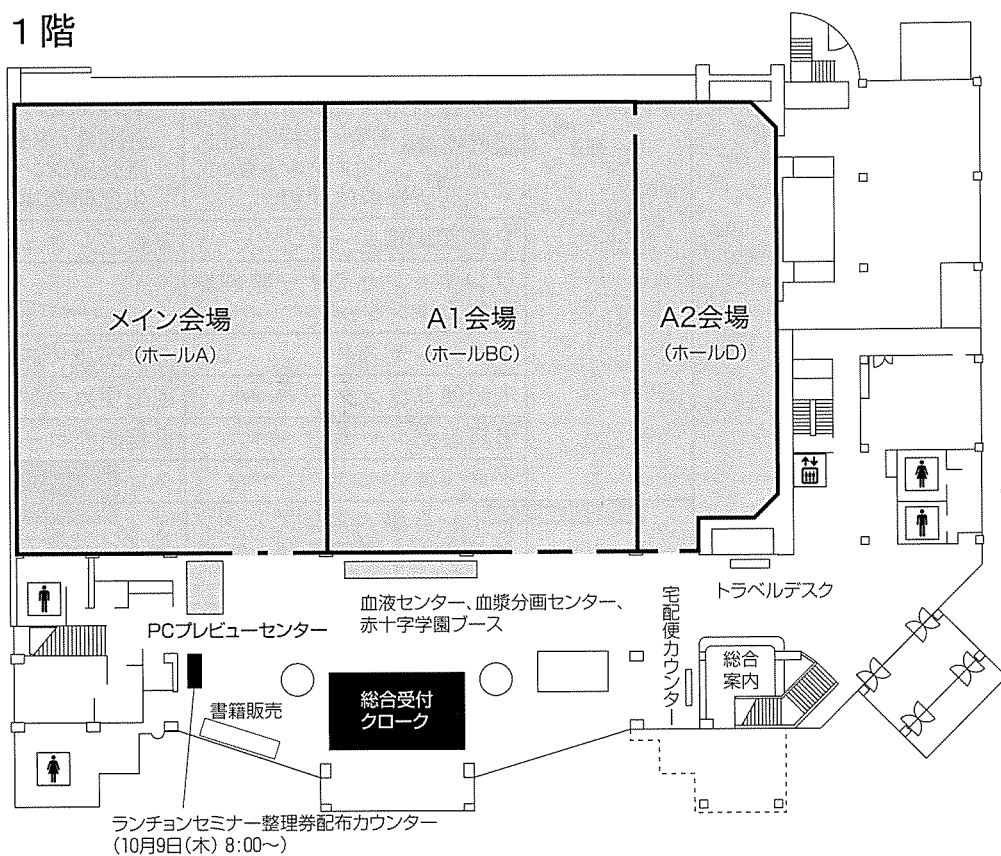 1階
メイン会場
(ホールA)
A1会場
(ホールBC)
A2会場
(ホールD)
トラベルデスク
血液センター、血漿分画センター、
赤十字学園ブース
PCプレビューセンター
宅配便カウンター
総合
案内
総合受付
クローク
書籍販売
ランチョンセミナー整理券配布カウンター
(10月9日(木) 8:00~)